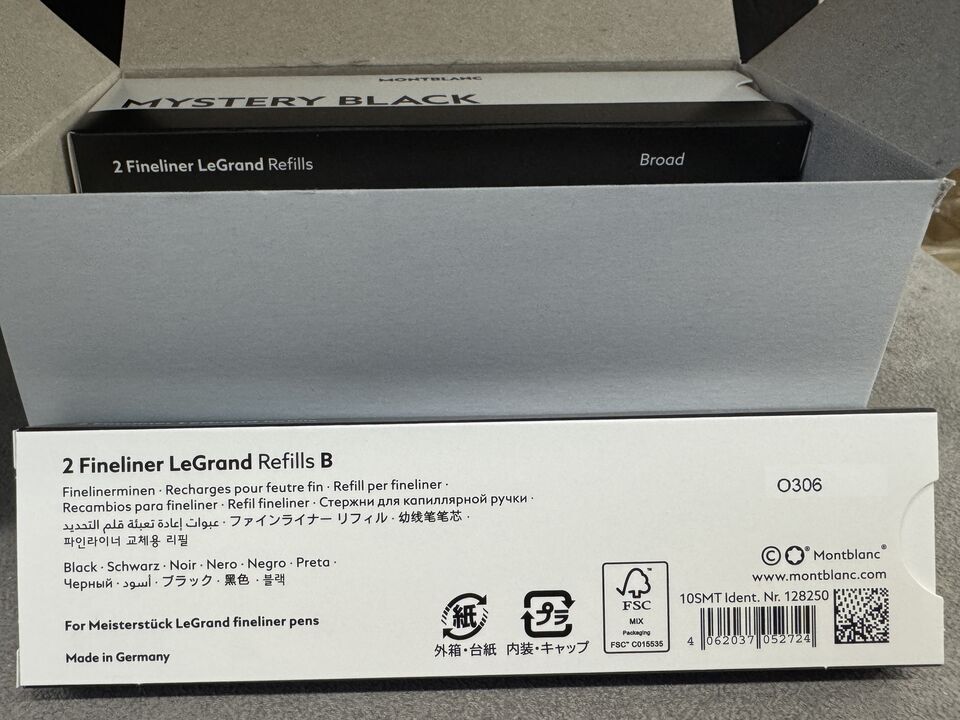 MONTBLANC
MYSTERY BLACK
2 Fineliner LeGrand Refills
Broad
2 Fineliner LeGrand Refills B
Finelinerminen · Recharges pour feutre fin · Refill per fineliner ·
Recambios para fineliner · Refil fineliner · Стержни для капиллярной ручки ·
عبوات إعادة تعبئة قلم التحديد · ファインライナー リフィル · 幼线笔笔芯 ·
파인라이너 교체용 리필
Black · Schwarz · Noir · Nero · Negro · Preta ·
Черный · أسود · ブラック · 黑色 · 블랙
For Meisterstück LeGrand fineliner pens
Made in Germany
紙
外箱・台紙
プラ
内装・キャップ
FSC
MIX
Packaging
FSC™ C015535
O306
© ® Montblanc®
www.montblanc.com
10SMT Ident. Nr. 128250
4 062037 052724